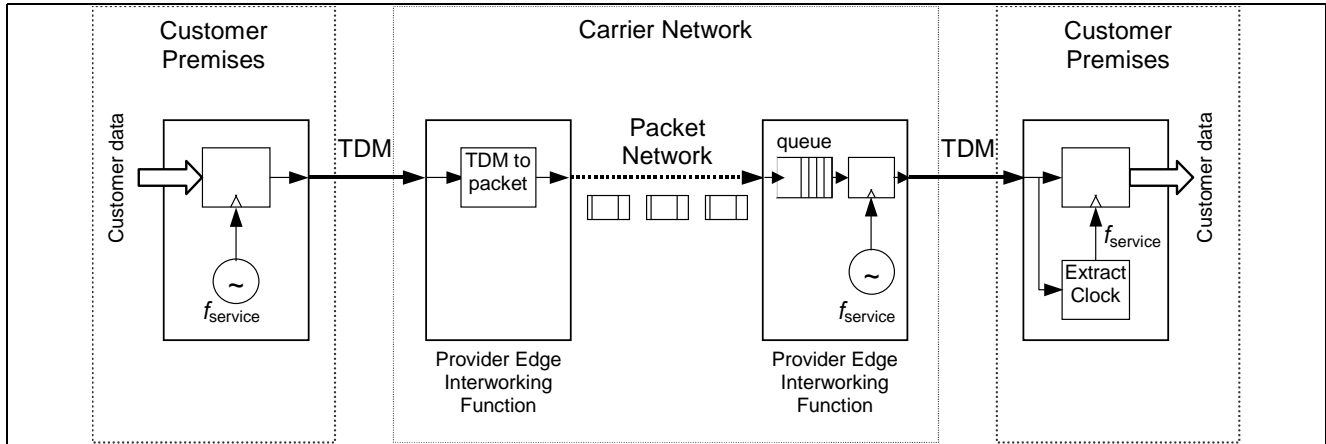 Customer
Premises
Carrier Network
Customer
Premises
Customer data
TDM
TDM to
packet
Packet
Network
queue
TDM
Customer data
~
fservice
~
fservice
fservice
Extract
Clock
Provider Edge
Interworking
Function
Provider Edge
Interworking
Function